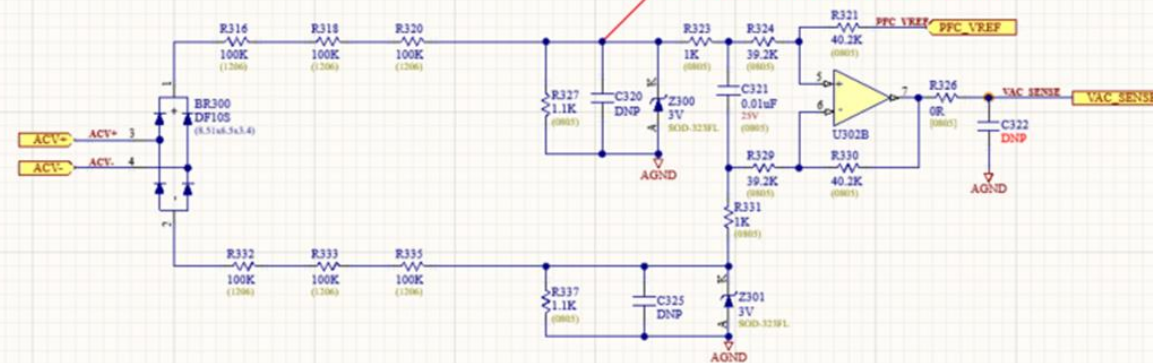 R316
100K
(1206)
R318
100K
(1206)
R320
100K
(1206)
R323
1K
(0805)
R324
39.2K
(0805)
R321
40.2K
(0805)
PFC_VREF
PFC_VREF
1
BR300
DF10S
(8.51x6.5x3.4)
+
-
ACV+
ACV+
3
ACV-
ACV-
4
2
R327
1.1K
(0805)
C320
DNP
K
Z300
3V
A
SOD-323FL
AGND
C321
0.01uF
25V
(0805)
5
+
6
-
7
U302B
R326
0R
[0805]
VAC_SENSE
VAC_SENSE
C322
DNP
AGND
R329
39.2K
(0805)
R330
40.2K
(0805)
R331
1K
(0805)
R332
100K
(1206)
R333
100K
(1206)
R335
100K
(1206)
R337
1.1K
(0805)
C325
DNP
K
Z301
3V
A
SOD-323FL
AGND